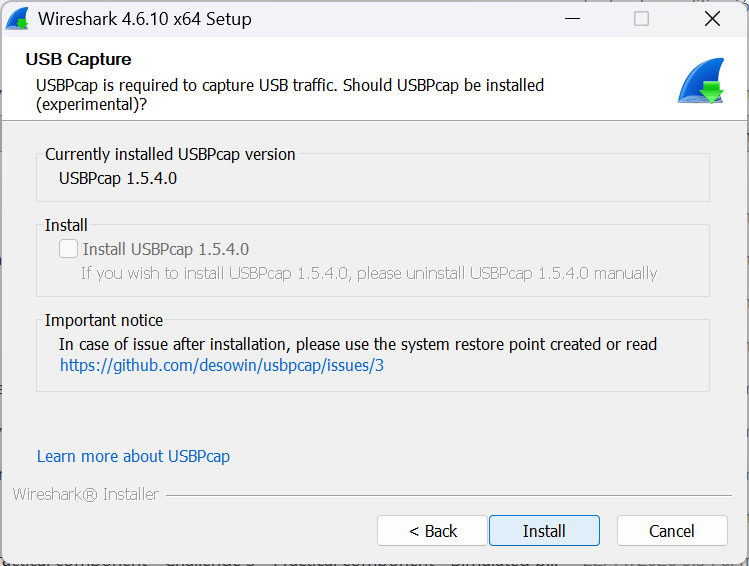 Wireshark 4.6.10 x64 Setup
USB Capture
USBPcap is required to capture USB traffic. Should USBPcap be installed
(experimental)?
Currently installed USBPcap version
USBPcap 1.5.4.0
Install
Install USBPcap 1.5.4.0
If you wish to install USBPcap 1.5.4.0, please uninstall USBPcap 1.5.4.0 manually
Important notice
In case of issue after installation, please use the system restore point created or read
https://github.com/desowin/usbpcap/issues/3
Learn more about USBPcap
Wireshark® Installer
< Back
Install
Cancel